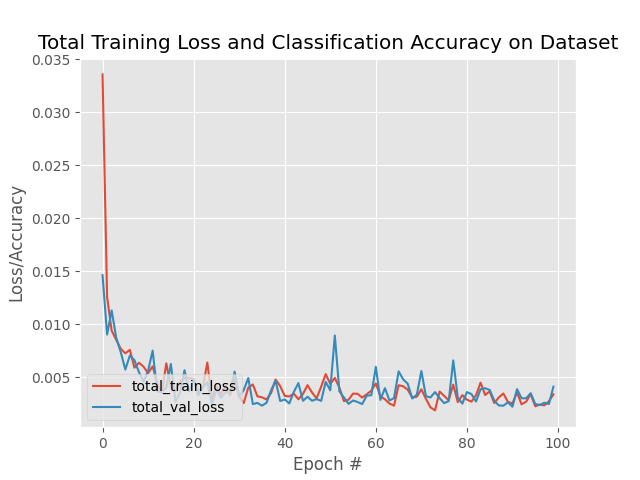 Total Training Loss and Classification Accuracy on Dataset
0.035
0.030
0.025
0.020
0.015
0.010
0.005
Loss/Accuracy
total_train_loss
total_val_loss
0 20 40 60 80 100
Epoch #